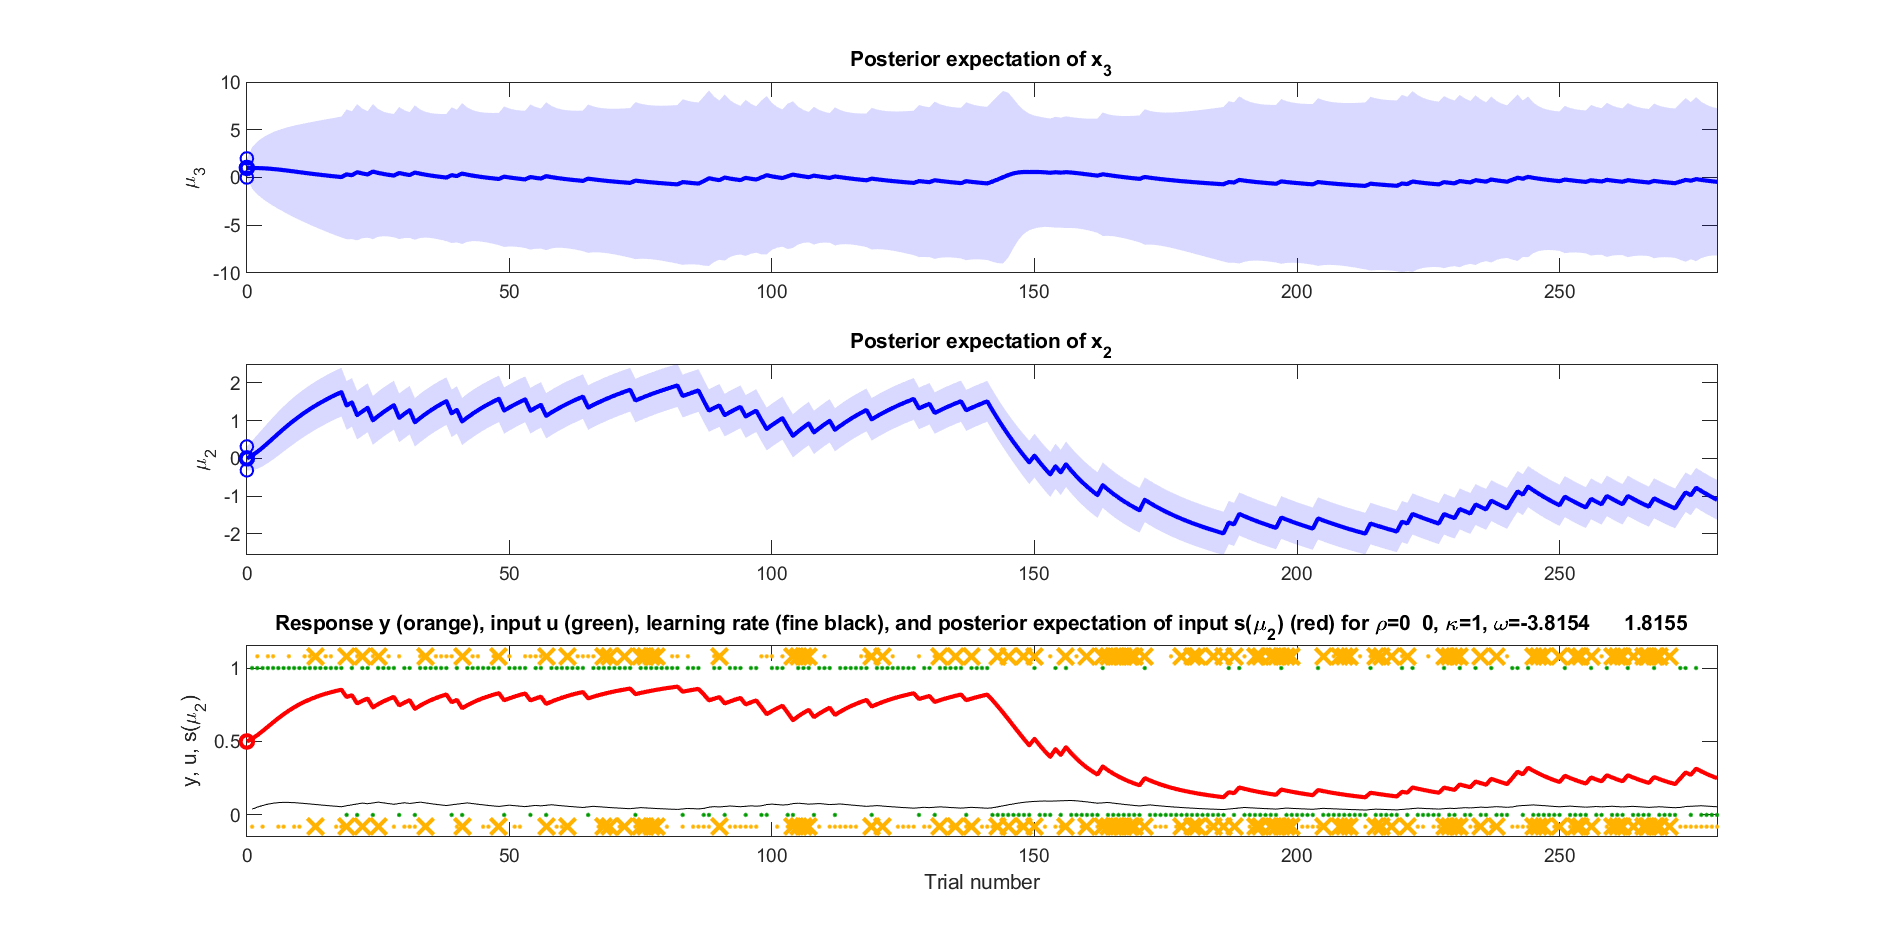 Posterior expectation of x3
10
5
0
-5
-10
μ3
0 50 100 150 200 250
Posterior expectation of x2
2
1
0
-1
-2
μ2
0 50 100 150 200 250
Response y (orange), input u (green), learning rate (fine black), and posterior expectation of input s(μ2) (red) for ρ=0 0, κ=1, ω=-3.8154 1.8155
1
0.5
0
y, u, s(μ2)
0 50 100 150 200 250
Trial number